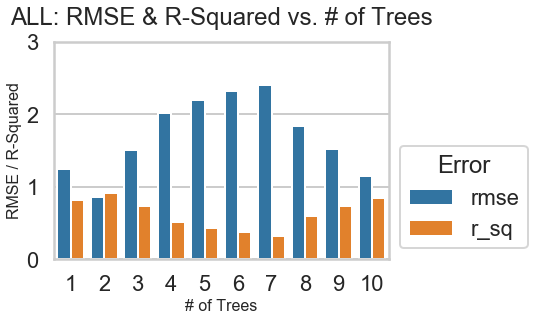 ALL: RMSE & R-Squared vs. # of Trees
RMSE / R-Squared
3
2
1
0
1 2 3 4 5 6 7 8 9 10
# of Trees
Error
rmse
r_sq